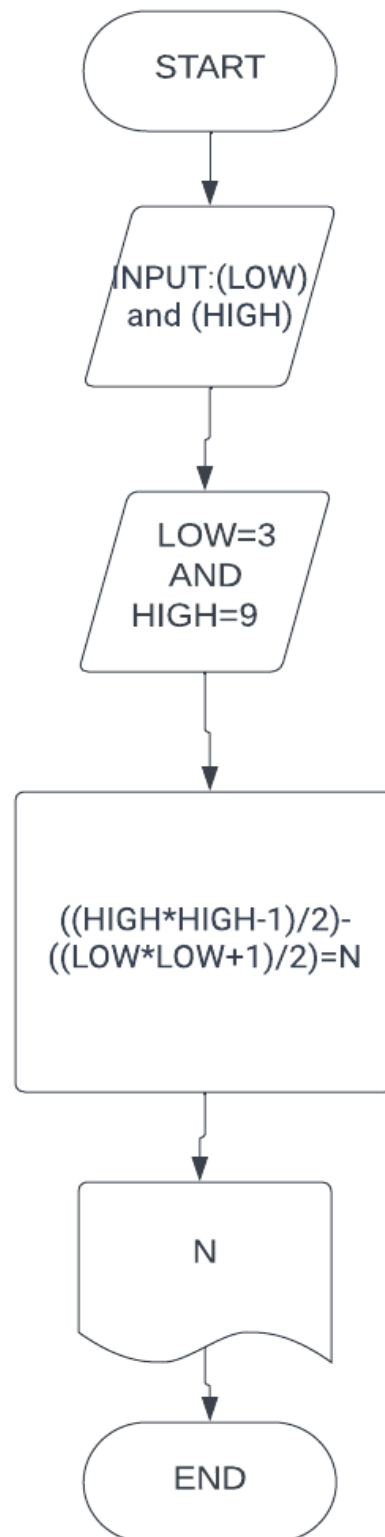 START
INPUT:(LOW)
and (HIGH)
LOW=3
AND
HIGH=9
((HIGH*HIGH-1)/2)-
((LOW*LOW+1)/2)=N
N
END